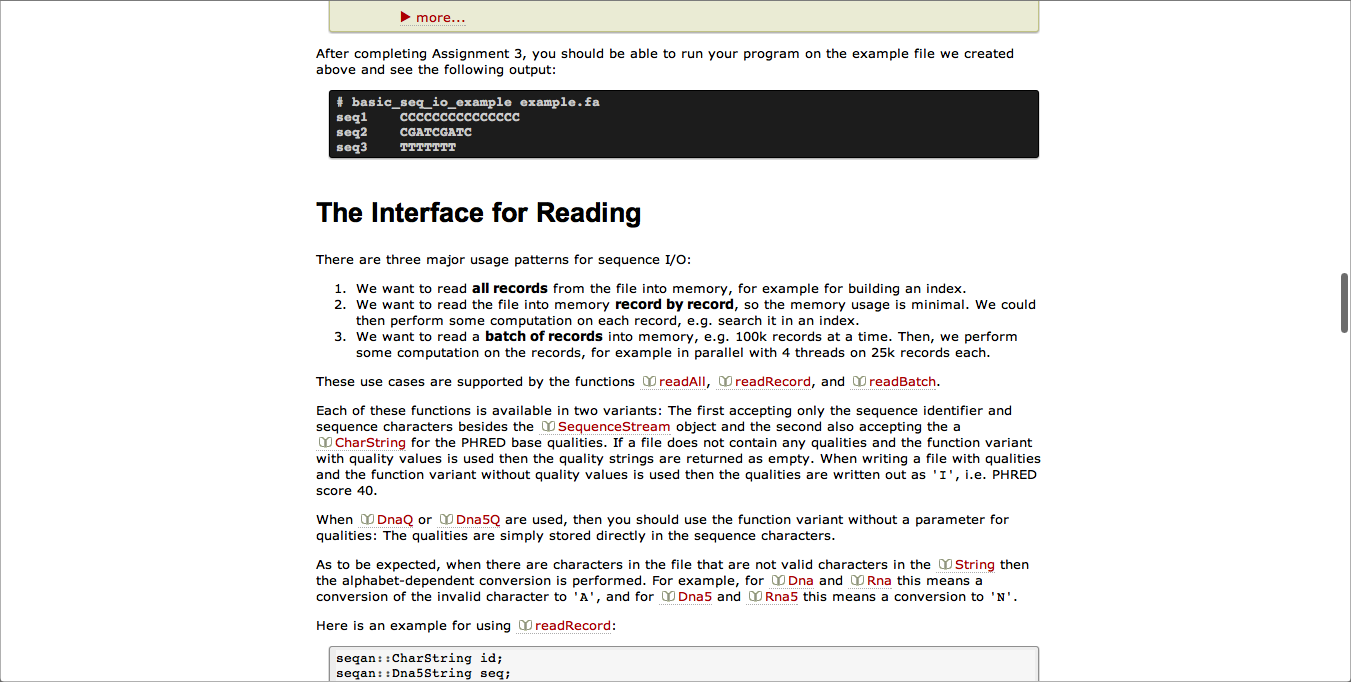 ▶ more...
After completing Assignment 3, you should be able to run your program on the example file we created
above and see the following output:
# basic_seq_io_example example.fa
seq1    CCCCCCCCCCCCCCC
seq2    CGATCGATC
seq3    TTTTTTT
The Interface for Reading
There are three major usage patterns for sequence I/O:
1. We want to read all records from the file into memory, for example for building an index.
2. We want to read the file into memory record by record, so the memory usage is minimal. We could
then perform some computation on each record, e.g. search it in an index.
3. We want to read a batch of records into memory, e.g. 100k records at a time. Then, we perform
some computation on the records, for example in parallel with 4 threads on 25k records each.
These use cases are supported by the functions readAll, readRecord, and readBatch.
Each of these functions is available in two variants: The first accepting only the sequence identifier and
sequence characters besides the SequenceStream object and the second also accepting the a
CharString for the PHRED base qualities. If a file does not contain any qualities and the function variant
with quality values is used then the quality strings are returned as empty. When writing a file with qualities
and the function variant without quality values is used then the qualities are written out as 'I', i.e. PHRED
score 40.
When DnaQ or Dna5Q are used, then you should use the function variant without a parameter for
qualities: The qualities are simply stored directly in the sequence characters.
As to be expected, when there are characters in the file that are not valid characters in the String then
the alphabet-dependent conversion is performed. For example, for Dna and Rna this means a
conversion of the invalid character to 'A', and for Dna5 and Rna5 this means a conversion to 'N'.
Here is an example for using readRecord:
seqan::CharString id;
seqan::Dna5String seq;